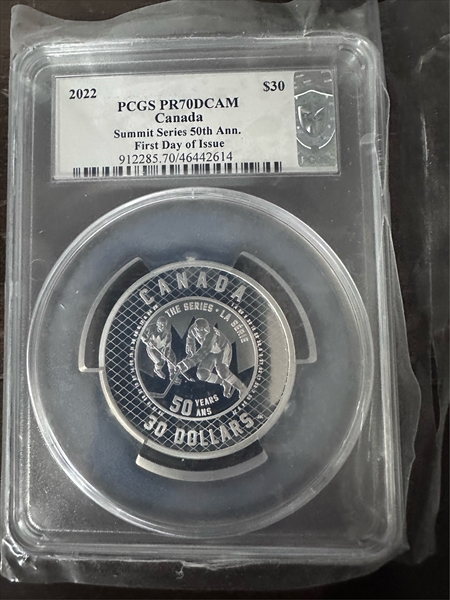 2022 $30
PCGS PR70DCAM
Canada
Summit Series 50th Ann.
First Day of Issue
912285.70/46442614
CANADA
THE SERIES • LA SÉRIE
50 YEARS
ANS
30 DOLLARS